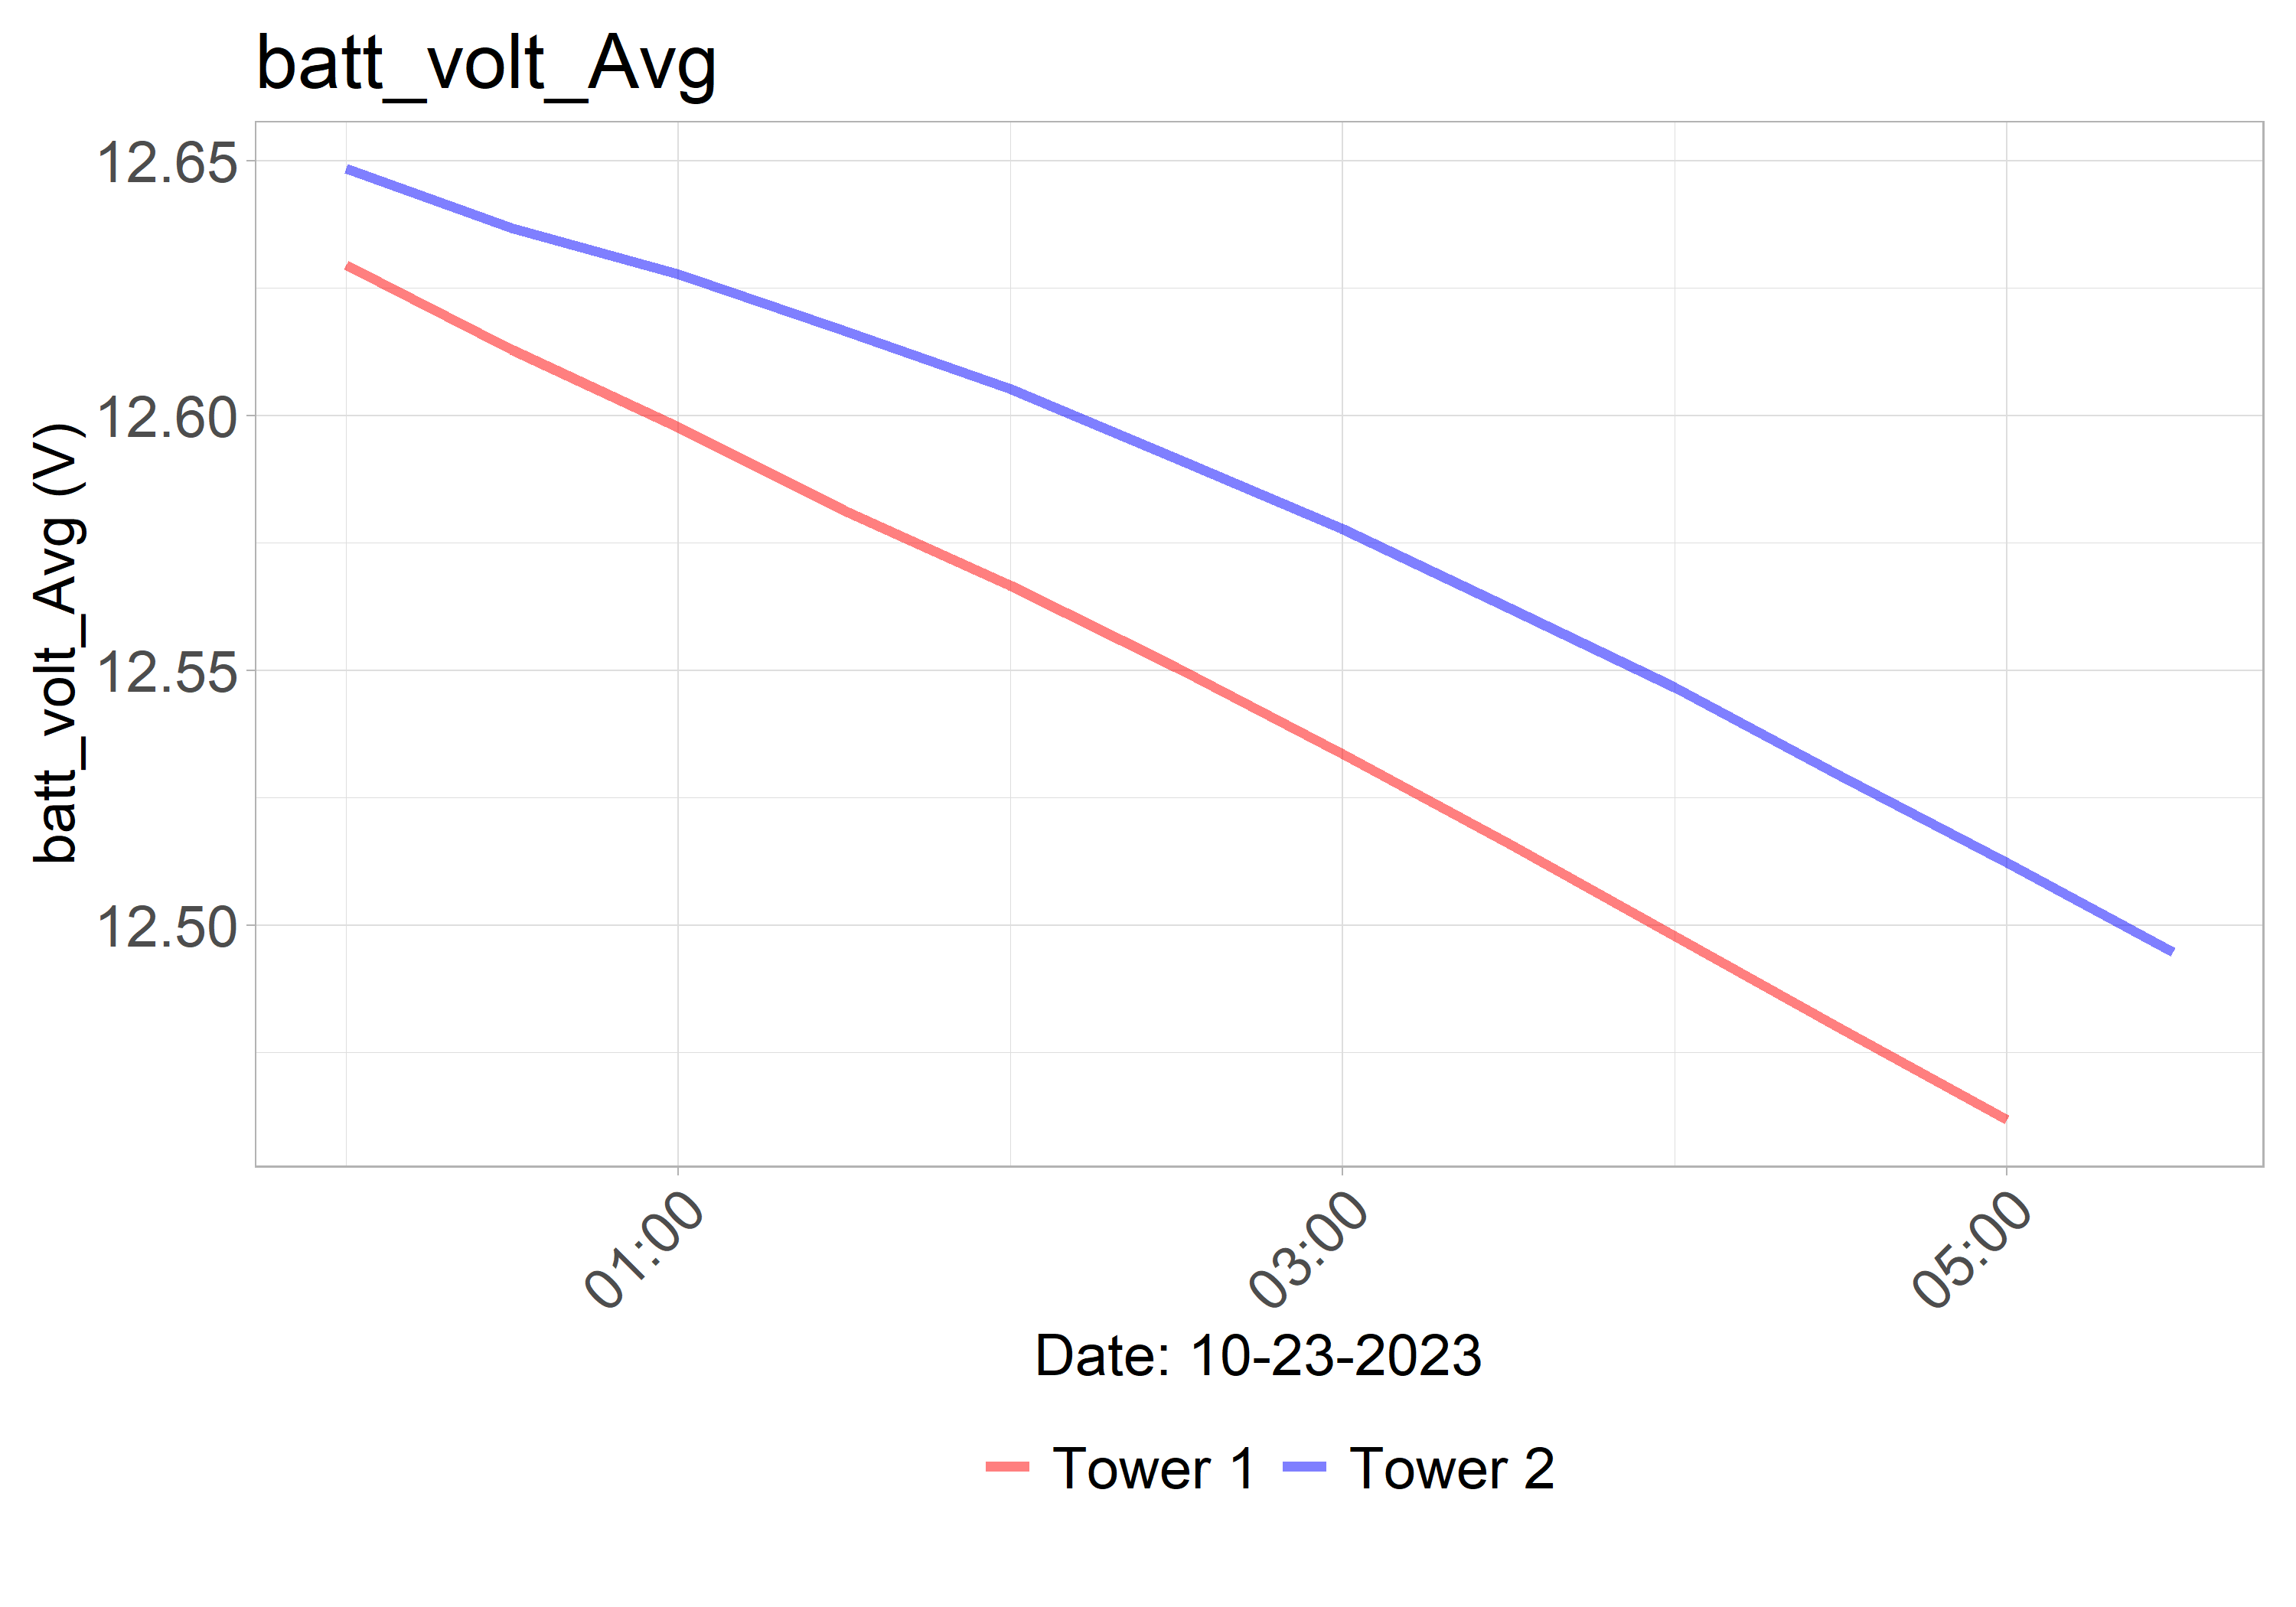 batt_volt_Avg
batt_volt_Avg (V)
12.65
12.60
12.55
12.50
01:00
03:00
05:00
Date: 10-23-2023
Tower 1
Tower 2